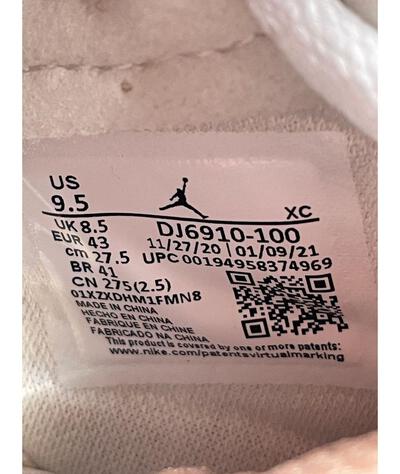 US
9.5
XC
UK 8.5
DJ6910-100
EUR 43
11/27/20 | 01/09/21
cm 27.5
UPC 00194958374969
BR 41
CN 275(2.5)
01XZXDHM1FMN8
MADE IN CHINA
HECHO EN CHINA
FABRIQUE EN CHINE
FABRICADO NA CHINA
This product is covered by one of more patents:
www.nike.com/patentsvirtualmarking